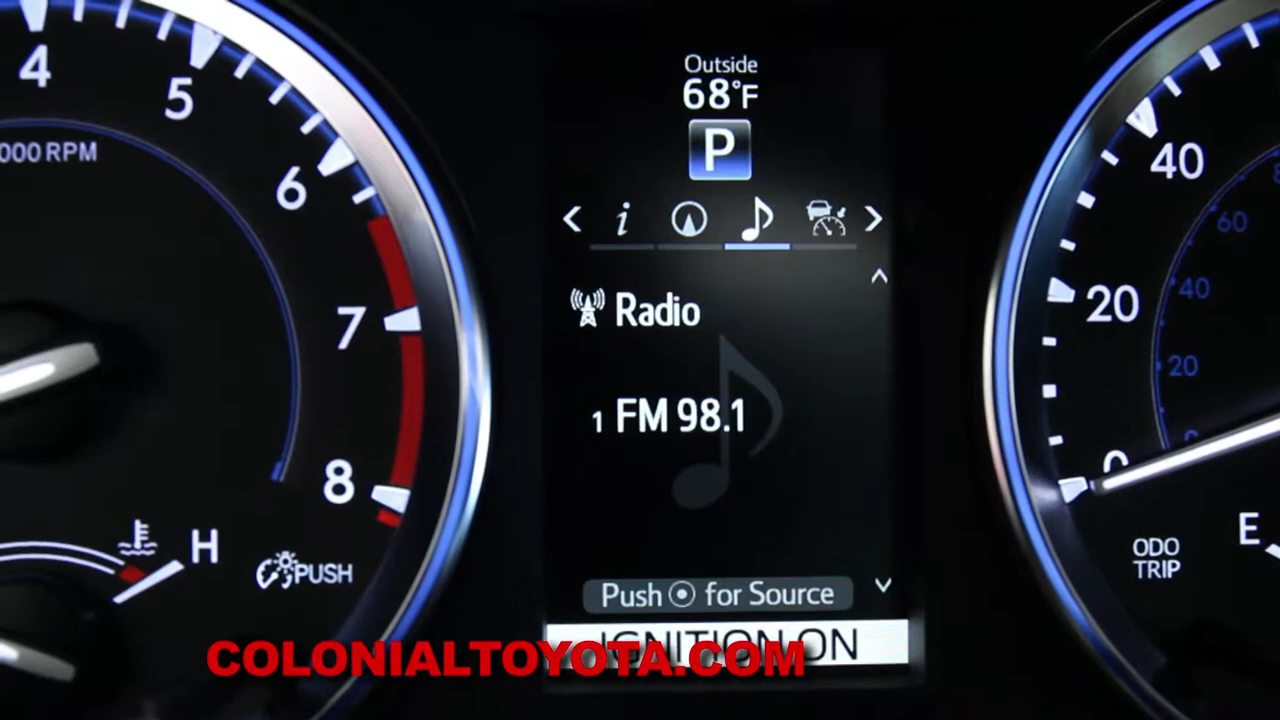 4
5
6
7
8
000 RPM
H
PUSH
Outside
68°F
P
i
Radio
1 FM 98.1
Push for Source
IGNITION ON
COLONIALTOYOTA.COM
40
20
0
60
40
20
0
ODO
TRIP
E